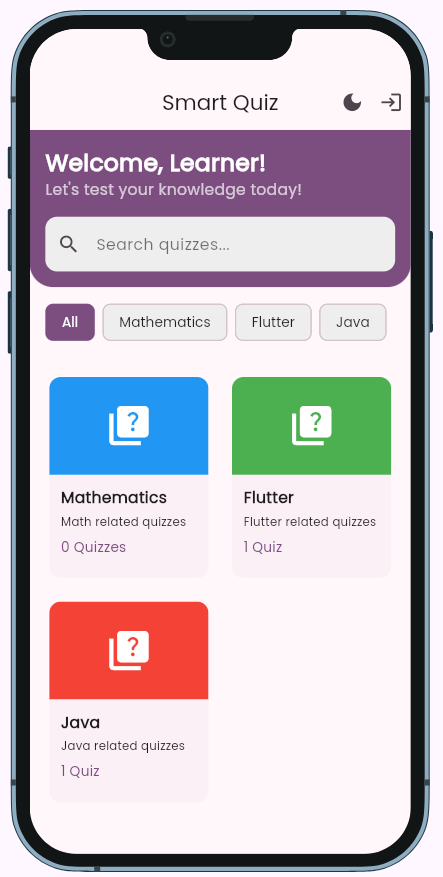 Smart Quiz
Welcome, Learner!
Let's test your knowledge today!
Search quizzes...
All Mathematics Flutter Java
Mathematics
Math related quizzes
0 Quizzes
Flutter
Flutter related quizzes
1 Quiz
Java
Java related quizzes
1 Quiz